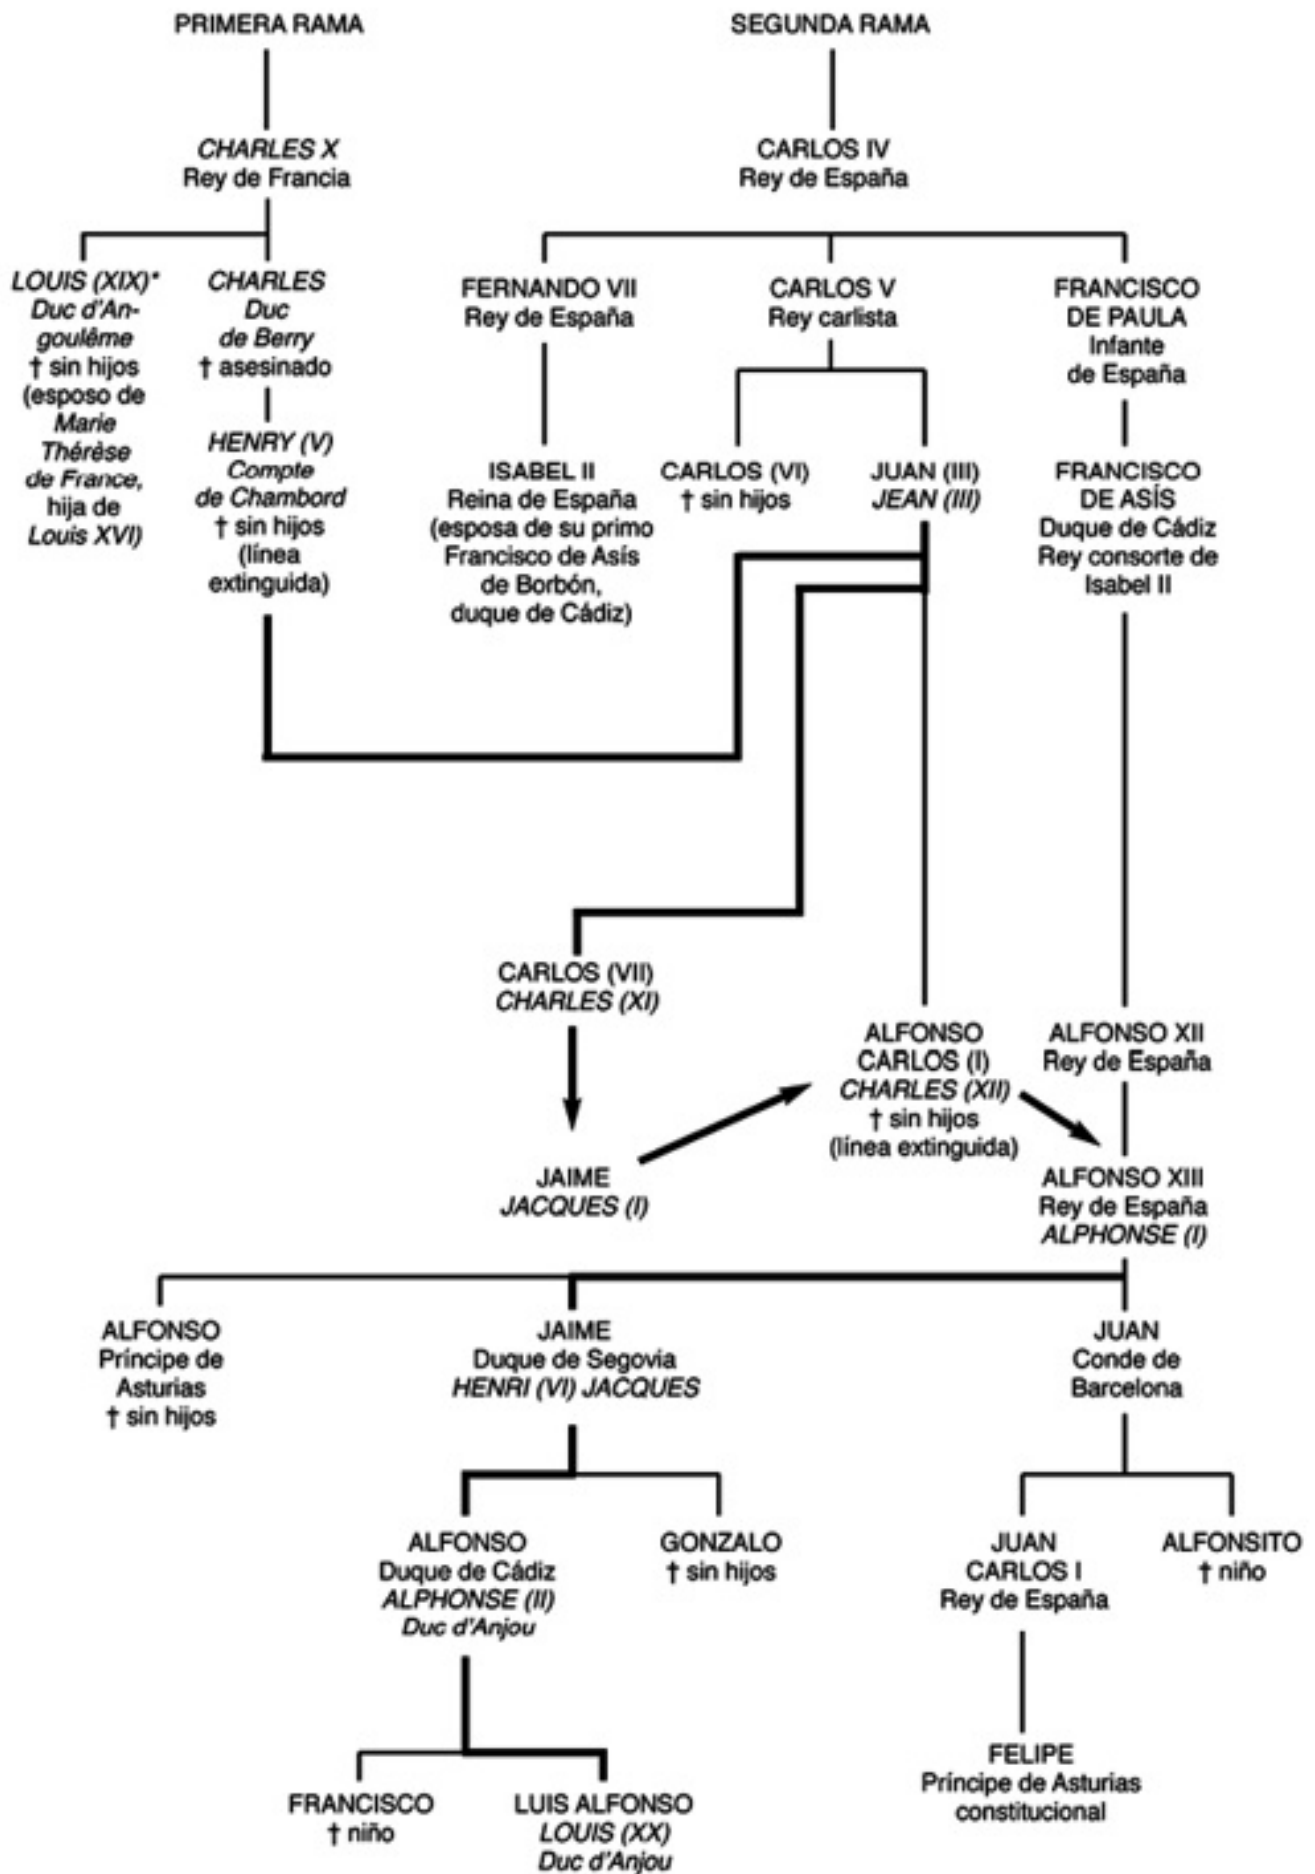 PRIMERA RAMA
CHARLES X
Rey de Francia
LOUIS (XIX)*
Duc d'An-
goulême
† sin hijos
(esposo de
Marie
Thérèse
de France,
hija de
Louis XVI)
CHARLES
Duc
de Berry
† asesinado
HENRY (V)
Compte
de Chambord
† sin hijos
(línea
extinguida)
SEGUNDA RAMA
CARLOS IV
Rey de España
FERNANDO VII
Rey de España
ISABEL II
Reina de España
(esposa de su primo
Francisco de Asís
de Borbón,
duque de Cádiz)
CARLOS V
Rey carlista
CARLOS (VI)
† sin hijos
JUAN (III)
JEAN (III)
FRANCISCO
DE PAULA
Infante
de España
FRANCISCO
DE ASÍS
Duque de Cádiz
Rey consorte de
Isabel II
CARLOS (VII)
CHARLES (XI)
JAIME
JACQUES (I)
ALFONSO
CARLOS (I)
CHARLES (XII)
† sin hijos
(línea extinguida)
ALFONSO XII
Rey de España
ALFONSO XIII
Rey de España
ALPHONSE (I)
ALFONSO
Príncipe de
Asturias
† sin hijos
JAIME
Duque de Segovia
HENRI (VI) JACQUES
JUAN
Conde de
Barcelona
ALFONSO
Duque de Cádiz
ALPHONSE (II)
Duc d'Anjou
GONZALO
† sin hijos
JUAN
CARLOS I
Rey de España
ALFONSITO
† niño
FRANCISCO
† niño
LUIS ALFONSO
LOUIS (XX)
Duc d'Anjou
FELIPE
Príncipe de Asturias
constitucional